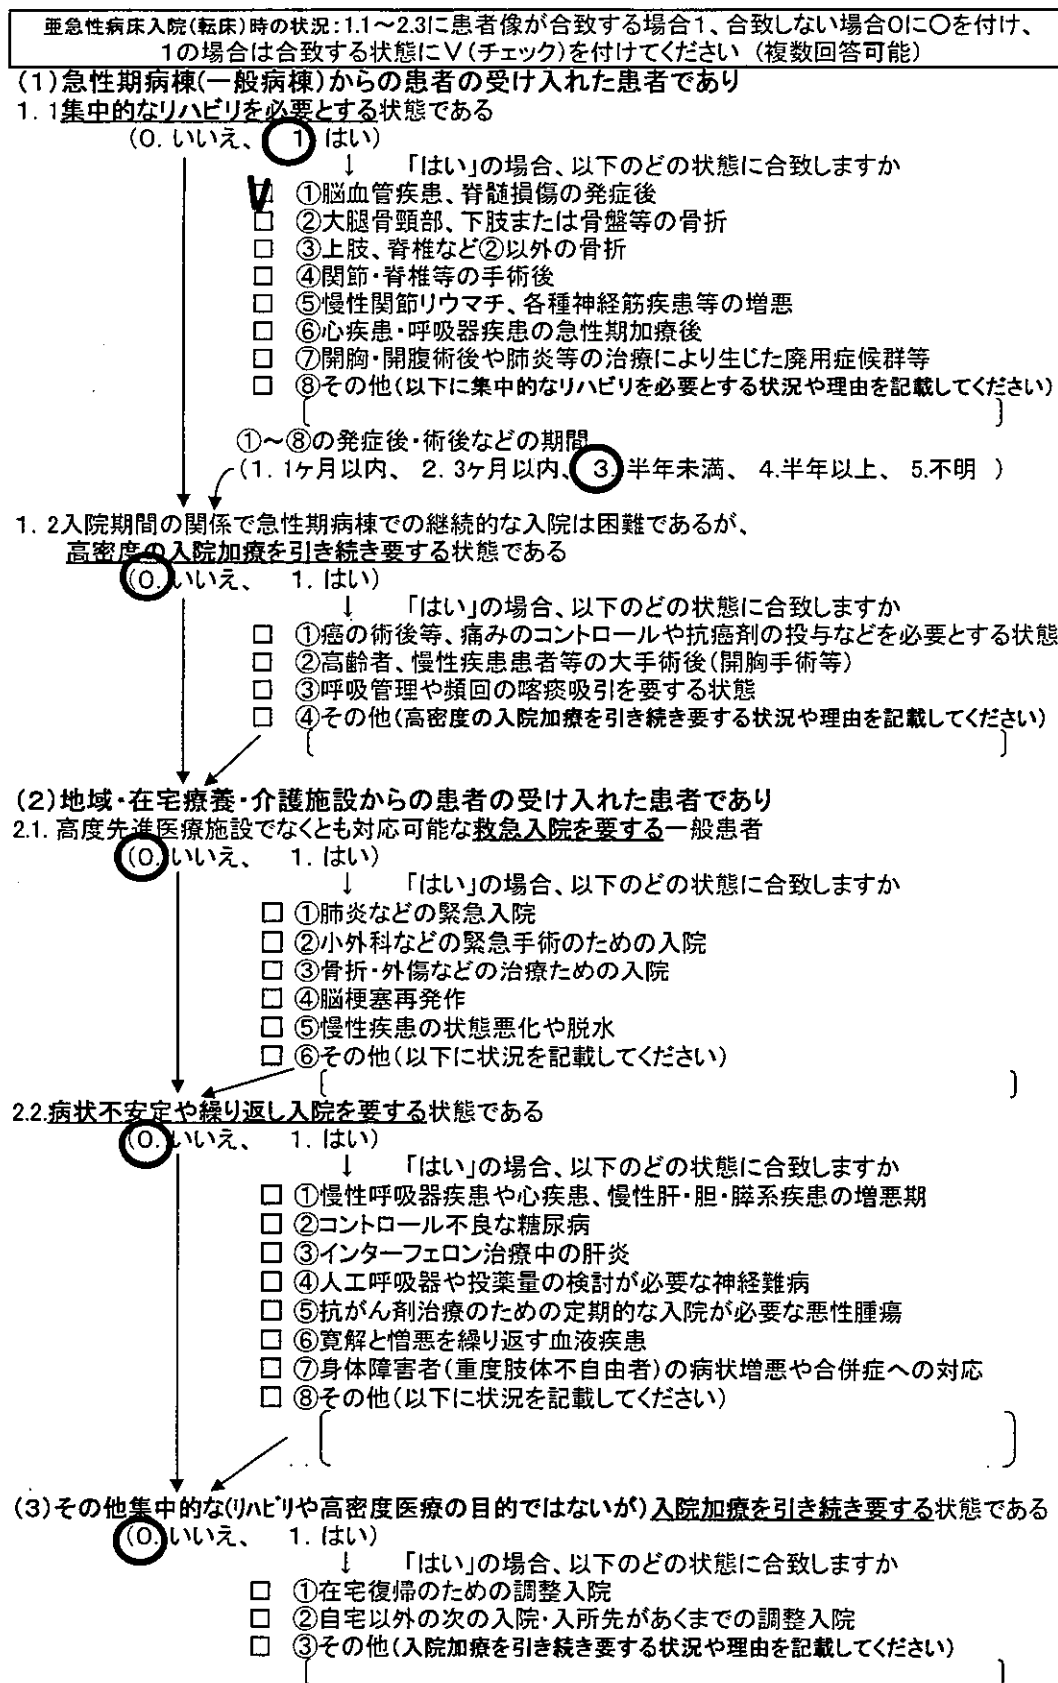 亜急性病床入院(転床)時の状況:1.1～2.3に患者像が合致する場合1、合致しない場合0に○を付け、
1の場合は合致する状態にV(チェック)を付けてください (複数回答可能)
(1)急性期病棟(一般病棟)からの患者の受け入れた患者であり
1. 1集中的なリハビリを必要とする状態である
(0. いいえ、 1 はい)
↓ 「はい」の場合、以下のどの状態に合致しますか
V □ ①脳血管疾患、脊髄損傷の発症後
□ ②大腿骨頸部、下肢または骨盤等の骨折
□ ③上肢、脊椎など②以外の骨折
□ ④関節・脊椎等の手術後
□ ⑤慢性関節リウマチ、各種神経筋疾患等の増悪
□ ⑥心疾患・呼吸器疾患の急性期加療後
□ ⑦開胸・開腹術後や肺炎等の治療により生じた廃用症候群等
□ ⑧その他(以下に集中的なリハビリを必要とする状況や理由を記載してください)
〔 〕
①～⑧の発症後・術後などの期間
(1. 1ヶ月以内、 2. 3ヶ月以内、 3. 半年未満、 4.半年以上、 5.不明 )
1. 2入院期間の関係で急性期病棟での継続的な入院は困難であるが、
高密度の入院加療を引き続き要する状態である
(0. いいえ、 1. はい)
↓ 「はい」の場合、以下のどの状態に合致しますか
□ ①癌の術後等、痛みのコントロールや抗癌剤の投与などを必要とする状態
□ ②高齢者、慢性疾患患者等の大手術後(開胸手術等)
□ ③呼吸管理や頻回の喀痰吸引を要する状態
□ ④その他(高密度の入院加療を引き続き要する状況や理由を記載してください)
〔 〕
(2)地域・在宅療養・介護施設からの患者の受け入れた患者であり
2.1. 高度先進医療施設でなくとも対応可能な救急入院を要する一般患者
(0. いいえ、 1. はい)
↓ 「はい」の場合、以下のどの状態に合致しますか
□ ①肺炎などの緊急入院
□ ②小外科などの緊急手術のための入院
□ ③骨折・外傷などの治療ための入院
□ ④脳梗塞再発作
□ ⑤慢性疾患の状態悪化や脱水
□ ⑥その他(以下に状況を記載してください)
〔 〕
2.2.病状不安定や繰り返し入院を要する状態である
(0. いいえ、 1. はい)
↓ 「はい」の場合、以下のどの状態に合致しますか
□ ①慢性呼吸器疾患や心疾患、慢性肝・胆・膵系疾患の増悪期
□ ②コントロール不良な糖尿病
□ ③インターフェロン治療中の肝炎
□ ④人工呼吸器や投薬量の検討が必要な神経難病
□ ⑤抗がん剤治療のための定期的な入院が必要な悪性腫瘍
□ ⑥寛解と憎悪を繰り返す血液疾患
□ ⑦身体障害者(重度肢体不自由者)の病状増悪や合併症への対応
□ ⑧その他(以下に状況を記載してください)
〔 〕
(3)その他集中的な(リハビリや高密度医療の目的ではないが)入院加療を引き続き要する状態である
(0. いいえ、 1. はい)
↓ 「はい」の場合、以下のどの状態に合致しますか
□ ①在宅復帰のための調整入院
□ ②自宅以外の次の入院・入所先があくまでの調整入院
□ ③その他(入院加療を引き続き要する状況や理由を記載してください)
〔 〕